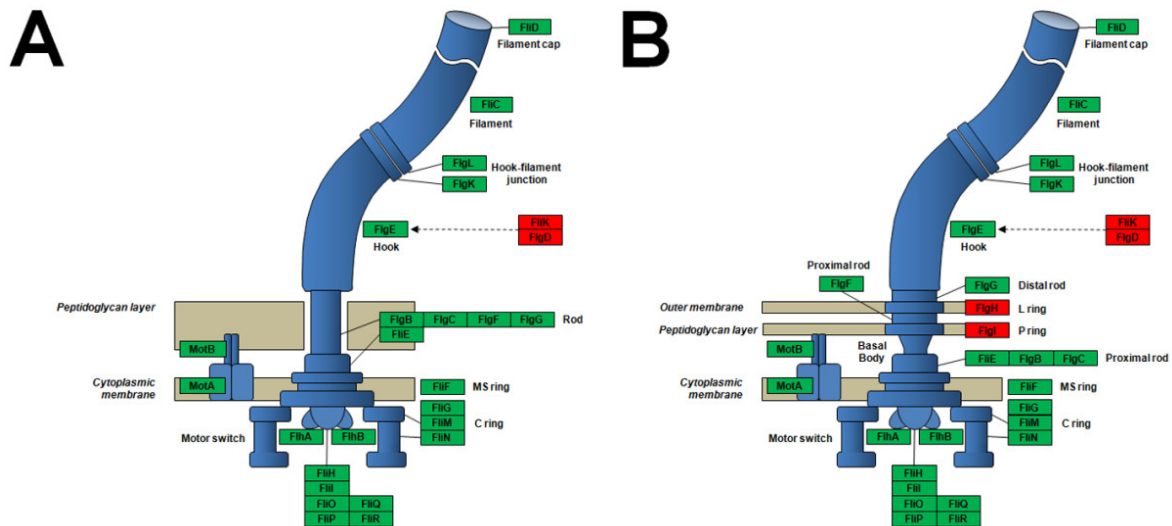 A
FliD
Filament cap
FliC
Filament
FlgL
FlgK
Hook-filament
junction
FlgE
Hook
FliK
FlgD
Peptidoglycan layer
FlgB FlgC FlgF FlgG Rod
FliE
MotB
MotA
Cytoplasmic
membrane
FliF MS ring
FliG
FliM
FliN
C ring
Motor switch
FlhA FlhB
FliH
FliI
FliO FliQ
FliP FliR
B
FliD
Filament cap
FliC
Filament
FlgL
FlgK
Hook-filament
junction
FlgE
Hook
FliK
FlgD
Proximal rod
FlgF
FlgG Distal rod
Outer membrane
FlgH L ring
Peptidoglycan layer
FlgI P ring
Basal
Body
MotB
FliE FlgB FlgC Proximal rod
MotA
Cytoplasmic
membrane
FliF MS ring
FliG
FliM
FliN
C ring
Motor switch
FlhA FlhB
FliH
FliI
FliO FliQ
FliP FliR